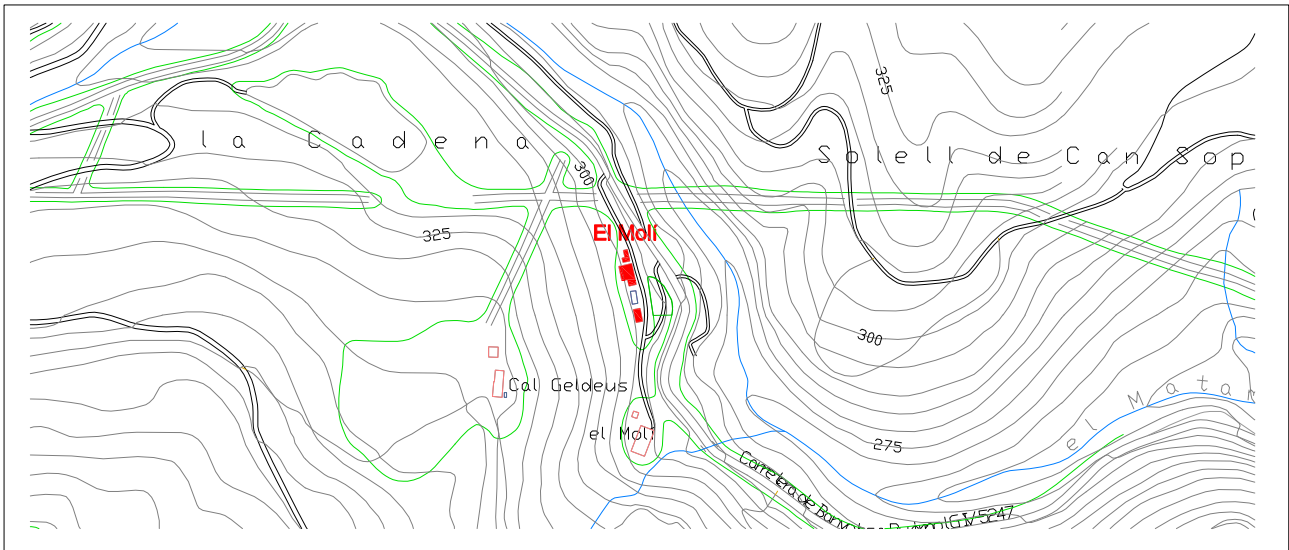 325
la Cadena
Solell de Can Sop
300
El Molí
325
300
Cal Geldeus
el Matar
el Molí
275
Carretera de
GIV5247